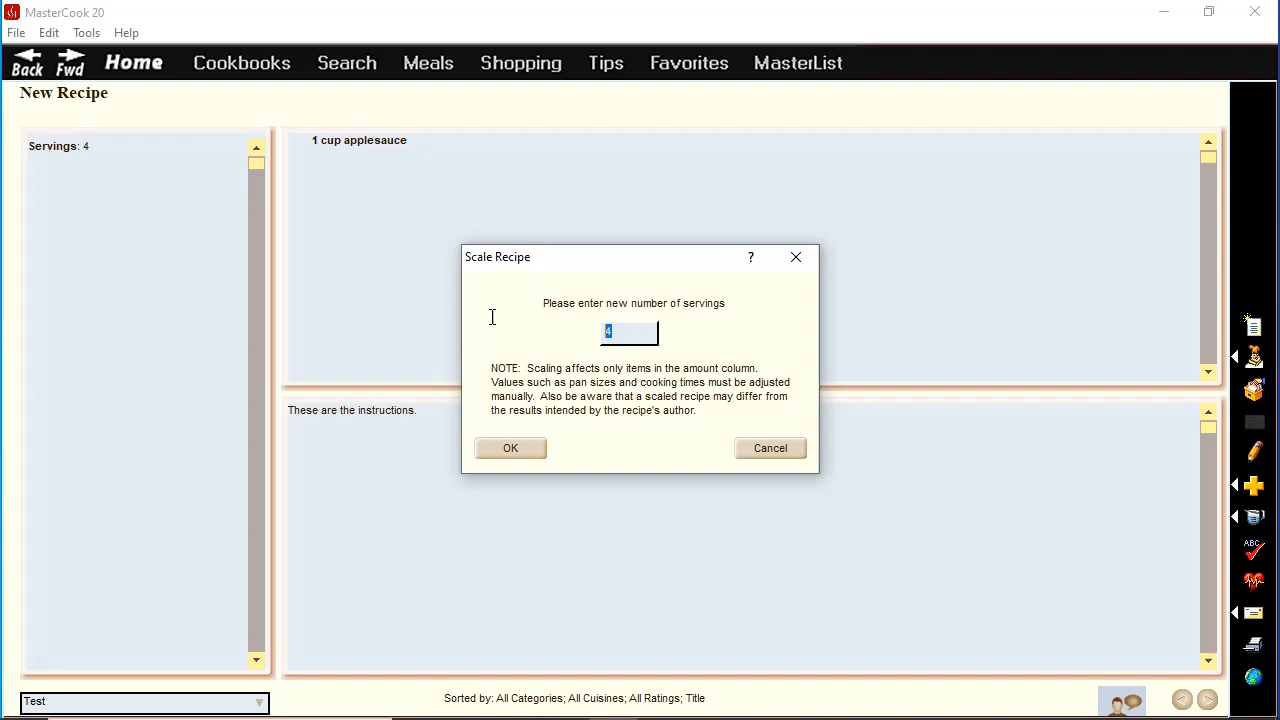 MasterCook 20
File Edit Tools Help
Back Fwd Home Cookbooks Search Meals Shopping Tips Favorites MasterList
New Recipe
Servings: 4
1 cup applesauce
Scale Recipe ?
Please enter new number of servings
4
NOTE: Scaling affects only items in the amount column.
Values such as pan sizes and cooking times must be adjusted
manually. Also be aware that a scaled recipe may differ from
the results intended by the recipe's author.
OK Cancel
These are the instructions.
ABC
Test
Sorted by: All Categories; All Cuisines; All Ratings; Title